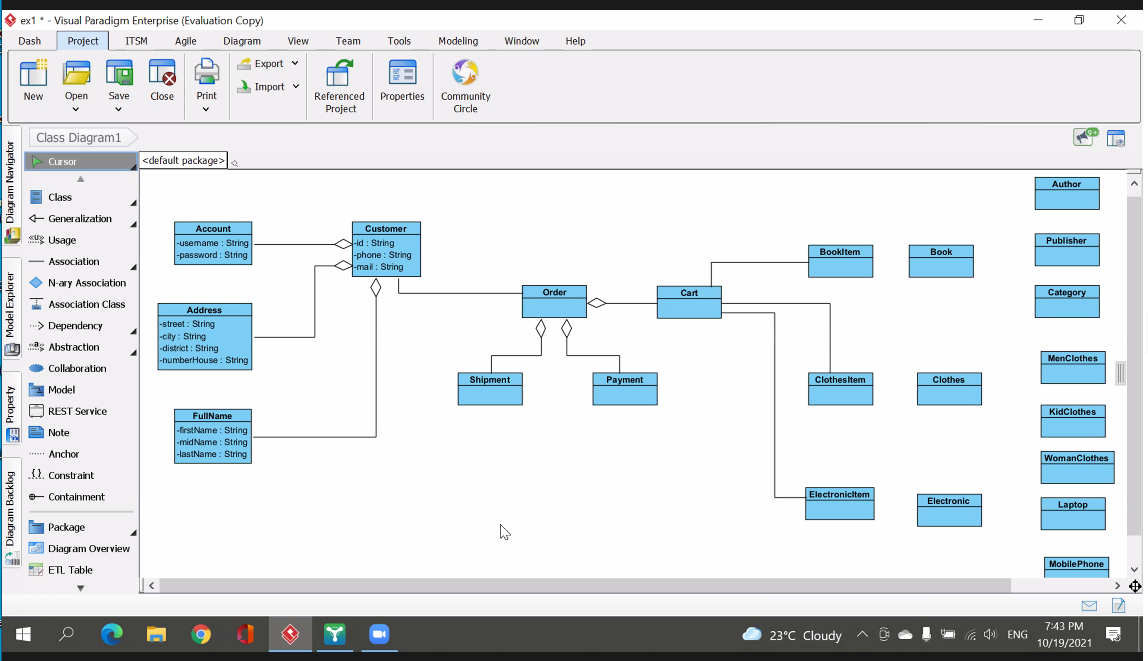 ex1 * - Visual Paradigm Enterprise (Evaluation Copy)
Dash Project ITSM Agile Diagram View Team Tools Modeling Window Help
New Open Save Close Print Export Import Referenced Project Properties Community Circle
Class Diagram1
Cursor
<default package>
Diagram Navigator
Model Explorer
Property
Diagram Backlog
Class
Generalization
Usage
Association
N-ary Association
Association Class
Dependency
Abstraction
Collaboration
Model
REST Service
Note
Anchor
Constraint
Containment
Package
Diagram Overview
ETL Table
Account
-username : String
-password : String
Customer
-id : String
-phone : String
-mail : String
Address
-street : String
-city : String
-district : String
-numberHouse : String
FullName
-firstName : String
-midName : String
-lastName : String
Order
Cart
Shipment
Payment
BookItem
Book
ClothesItem
Clothes
ElectronicItem
Electronic
Author
Publisher
Category
MenClothes
KidClothes
WomanClothes
Laptop
MobilePhone
23°C Cloudy
ENG
7:43 PM
10/19/2021